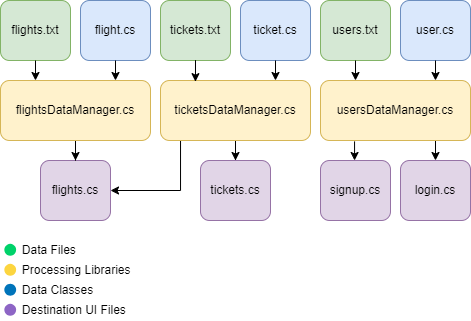 flights.txt
flight.cs
tickets.txt
ticket.cs
users.txt
user.cs
flightsDataManager.cs
ticketsDataManager.cs
usersDataManager.cs
flights.cs
tickets.cs
signup.cs
login.cs
Data Files
Processing Libraries
Data Classes
Destination UI Files